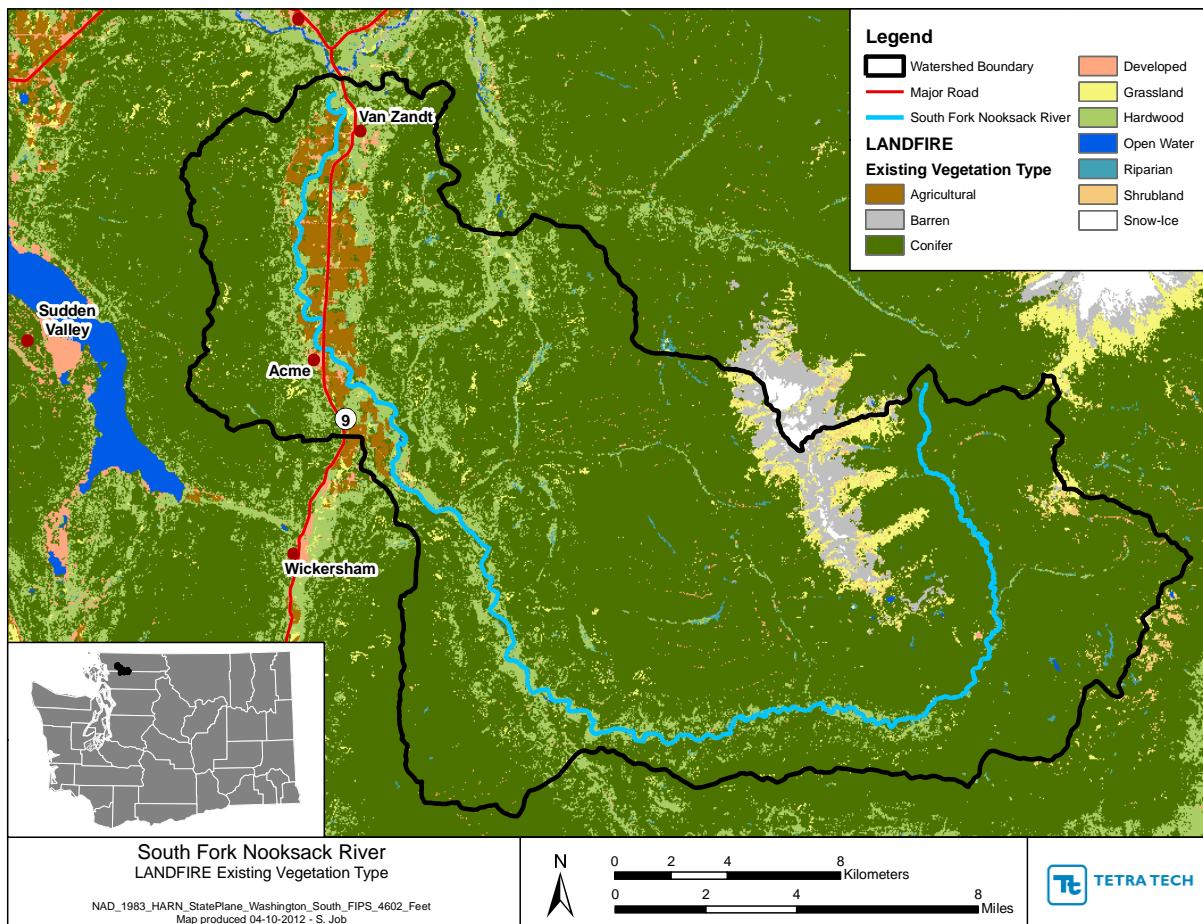 Legend
Watershed Boundary
Major Road
South Fork Nooksack River
LANDFIRE
Existing Vegetation Type
Agricultural
Barren
Conifer
Developed
Grassland
Hardwood
Open Water
Riparian
Shrubland
Snow-Ice
Van Zandt
Sudden
Valley
Acme
9
Wickersham
South Fork Nooksack River
LANDFIRE Existing Vegetation Type
NAD_1983_HARN_StatePlane_Washington_South_FIPS_4602_Feet
Map produced 04-10-2012 - S. Job
N
0 2 4 8
Kilometers
0 2 4 8
Miles
Tt TETRA TECH